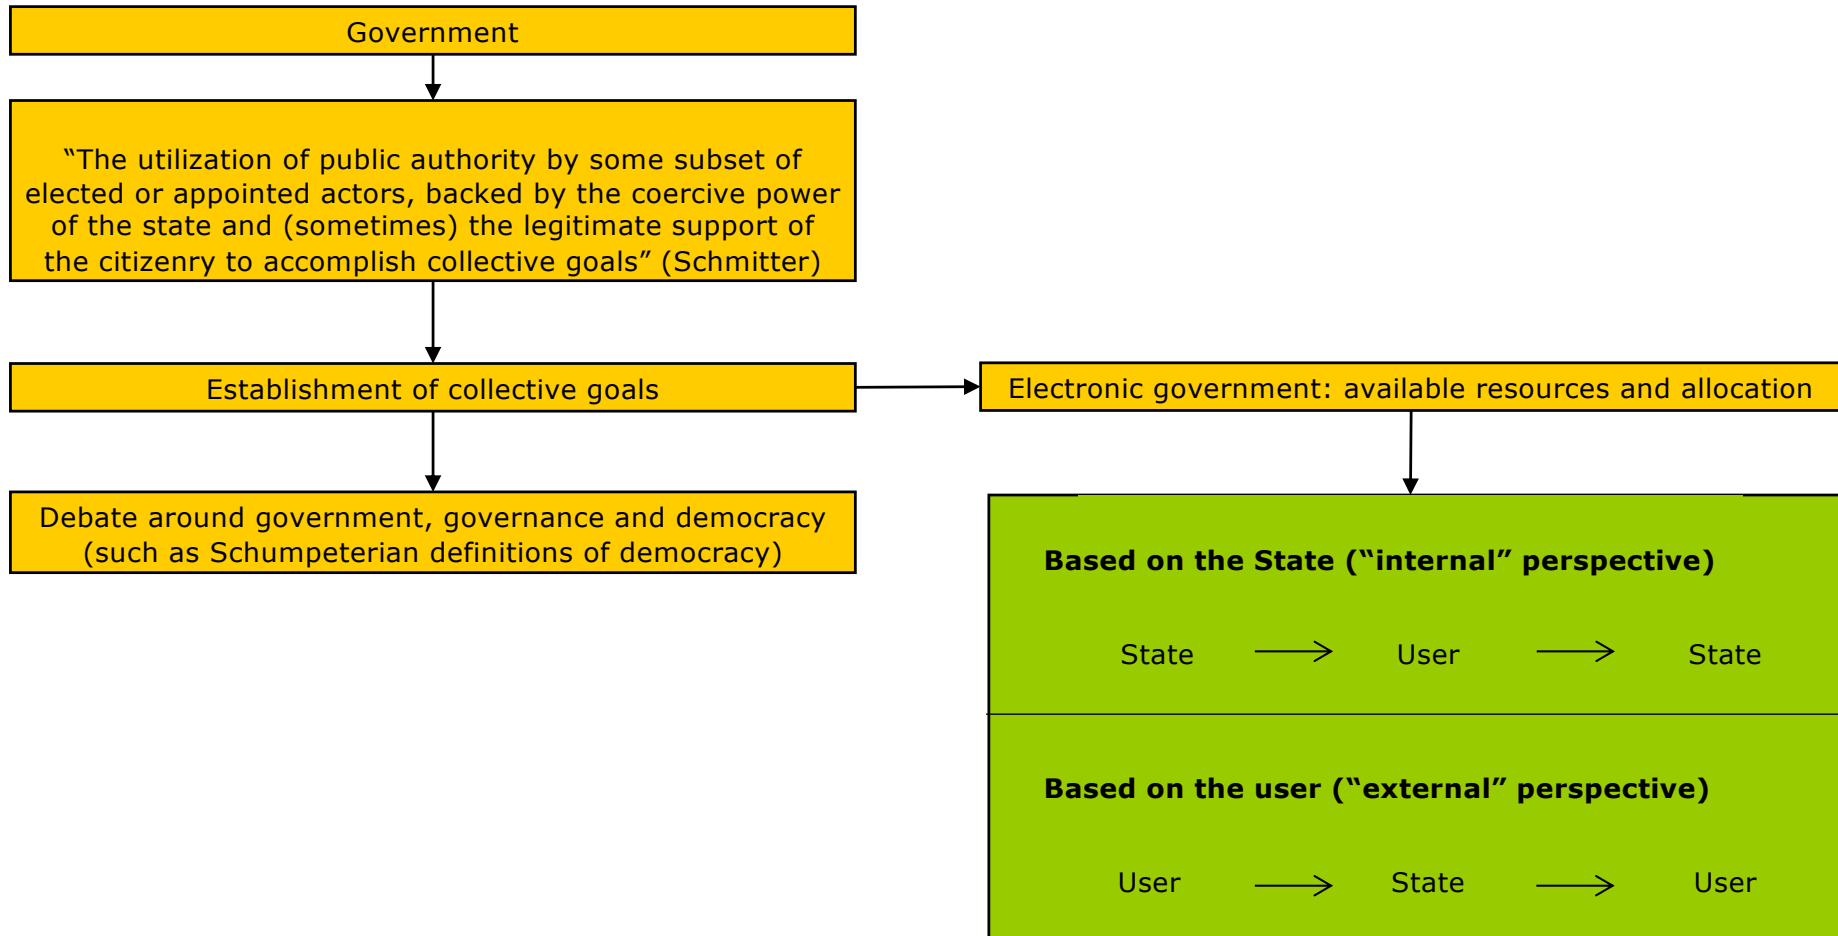 Government
“The utilization of public authority by some subset of
elected or appointed actors, backed by the coercive power
of the state and (sometimes) the legitimate support of
the citizenry to accomplish collective goals” (Schmitter)
Establishment of collective goals
Electronic government: available resources and allocation
Debate around government, governance and democracy
(such as Schumpeterian definitions of democracy)
Based on the State (“internal” perspective)
State User State
Based on the user (“external” perspective)
User State User